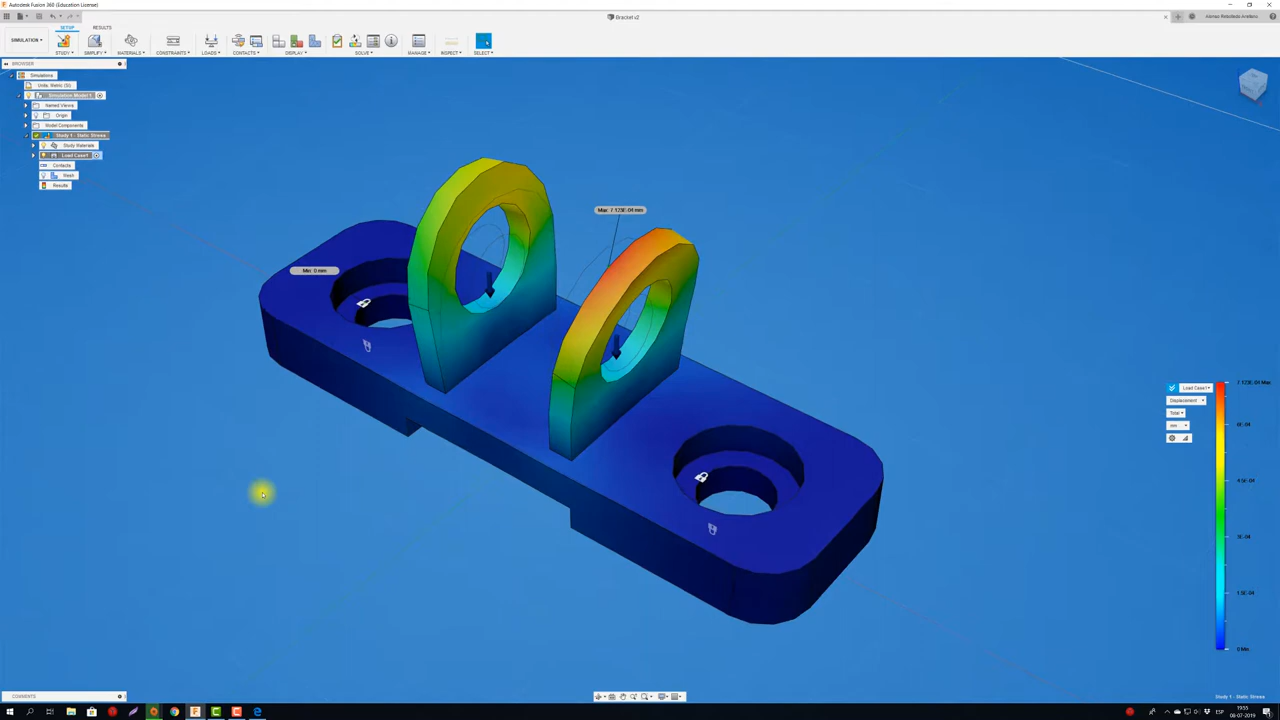 Autodesk Fusion 360 (Education License)
Bracket v2
SETUP
RESULTS
SIMULATION
STUDY
SIMPLIFY
MATERIALS
CONSTRAINTS
LOADS
CONTACTS
DISPLAY
SOLVE
MANAGE
INSPECT
SELECT
BROWSER
Simulations
Units: Metric (SI)
Simulation Model 1
Named Views
Origin
Model Components
Study 1 - Static Stress
Study Materials
Load Case1
Contacts
Mesh
Results
Max: 7.123E-04 mm
Min: 0 mm
7.123E-04 Max
Load Case1
Displacement
Total
mm
6E-04
4.5E-04
3E-04
1.5E-04
0 Min
COMMENTS
Study 1 - Static Stress
ESP
19:55
08-07-2019